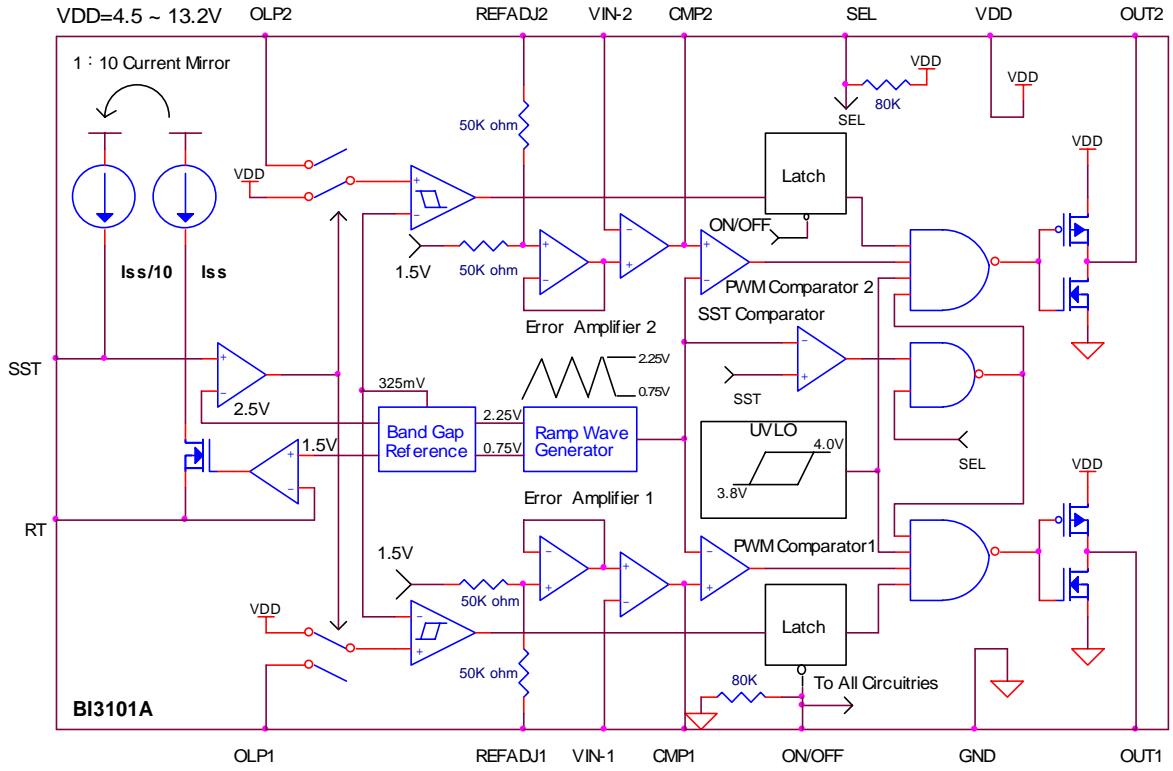 VDD=4.5 ~ 13.2V
OLP2
REFADJ2
VIN-2
CMP2
SEL
VDD
OUT2
1 : 10 Current Mirror
VDD
VDD
80K
SEL
50K ohm
VDD
VDD
Latch
ON/OFF
1.5V
50K ohm
Iss/10
Iss
PWM Comparator 2
SST Comparator
Error Amplifier 2
2.25V
0.75V
SST
SST
325mV
2.5V
2.25V
Band Gap
Reference
Ramp Wave
Generator
1.5V
0.75V
UVLO
4.0V
3.8V
SEL
VDD
Error Amplifier 1
RT
PWM Comparator1
1.5V
50K ohm
VDD
Latch
50K ohm
80K
To All Circuitries
BI3101A
OLP1
REFADJ1
VIN-1
CMP1
ON/OFF
GND
OUT1